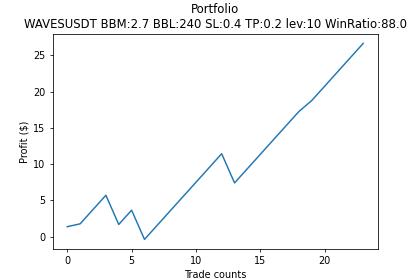 Portfolio
WAVESUSDT BBM:2.7 BBL:240 SL:0.4 TP:0.2 lev:10 WinRatio:88.0
25
20
15
10
5
0
Profit ($)
0 5 10 15 20
Trade counts